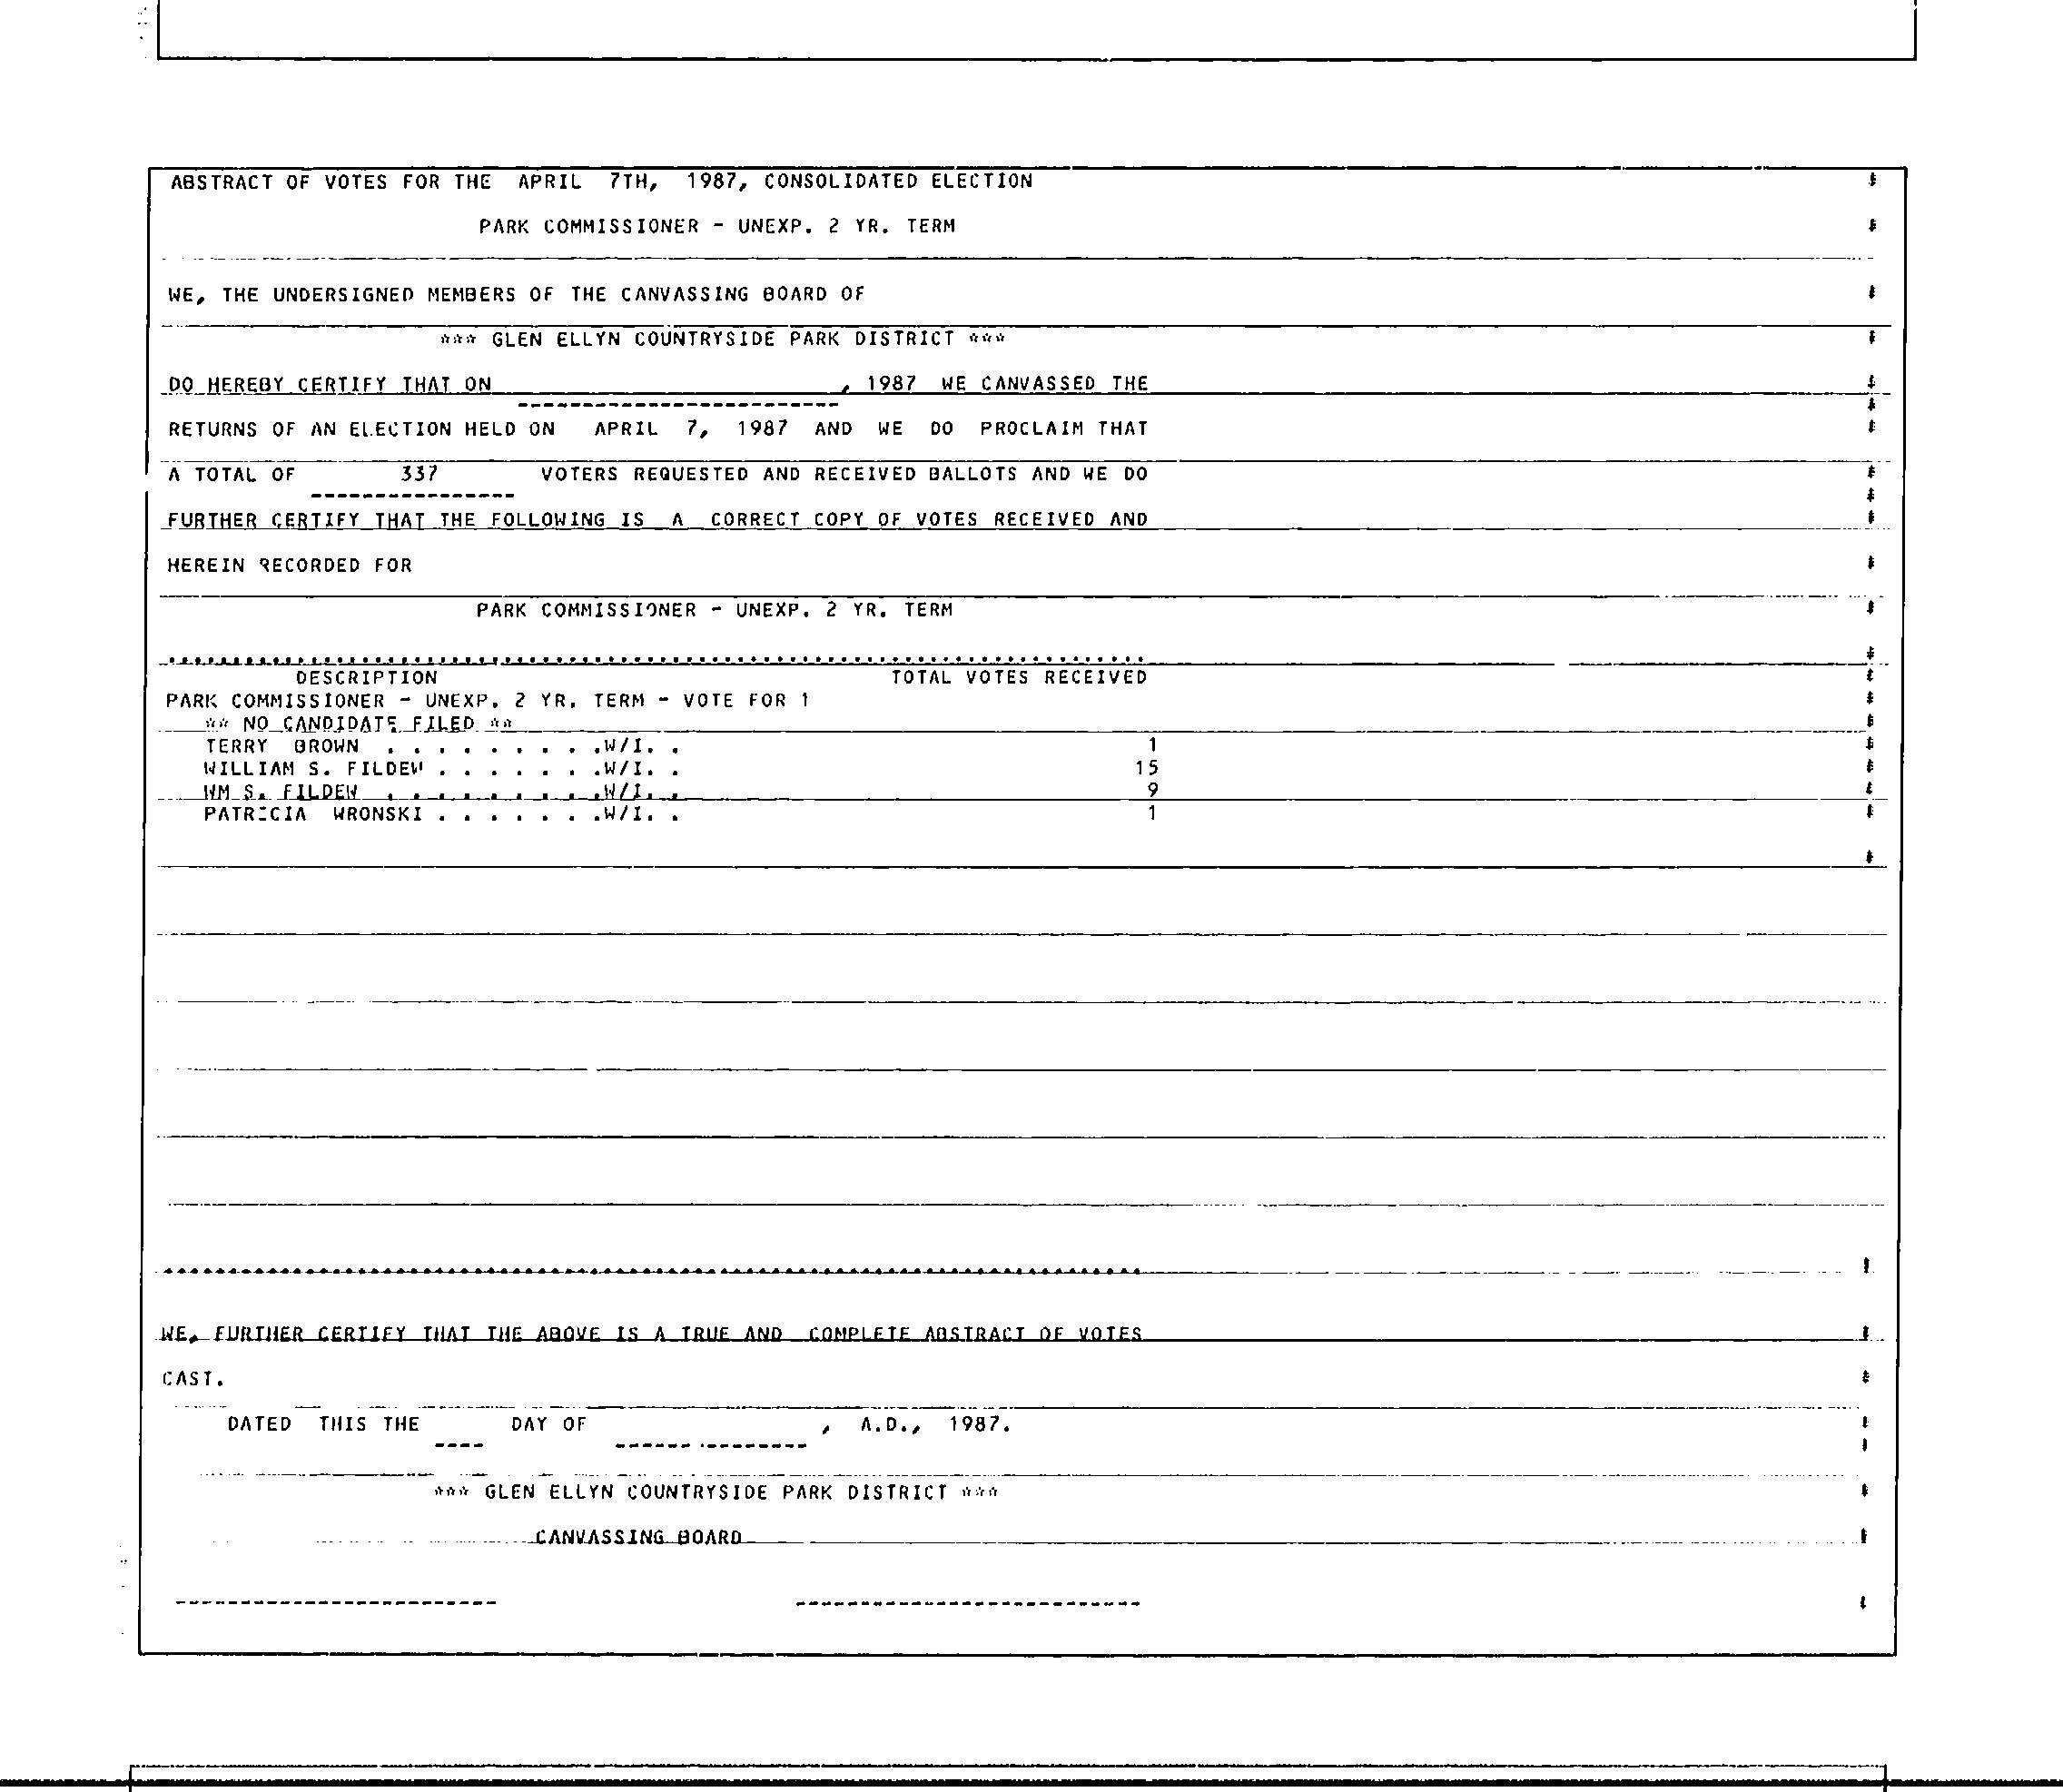 ABSTRACT OF VOTES FOR THE APRIL 7TH, 1987, CONSOLIDATED ELECTION
PARK COMMISSIONER - UNEXP. 2 YR. TERM
WE, THE UNDERSIGNED MEMBERS OF THE CANVASSING BOARD OF
*** GLEN ELLYN COUNTRYSIDE PARK DISTRICT ***
DO HEREBY CERTIFY THAT ON , 1987 WE CANVASSED THE
RETURNS OF AN ELECTION HELD ON APRIL 7, 1987 AND WE DO PROCLAIM THAT
A TOTAL OF 337 VOTERS REQUESTED AND RECEIVED BALLOTS AND WE DO
FURTHER CERTIFY THAT THE FOLLOWING IS A CORRECT COPY OF VOTES RECEIVED AND
HEREIN RECORDED FOR
PARK COMMISSIONER - UNEXP. 2 YR. TERM
DESCRIPTION TOTAL VOTES RECEIVED
PARK COMMISSIONER - UNEXP. 2 YR. TERM - VOTE FOR 1
** NO CANDIDATE FILED **
TERRY BROWN . . . . . . . . .W/I. . 1
WILLIAM S. FILDEW . . . . . . .W/I. . 15
WM S. FILDEW . . . . . . . . .W/I. . 9
PATRICIA WRONSKI . . . . . . .W/I. . 1
WE, FURTHER CERTIFY THAT THE ABOVE IS A TRUE AND COMPLETE ABSTRACT OF VOTES
CAST.
DATED THIS THE ---- DAY OF , A.D., 1987.
*** GLEN ELLYN COUNTRYSIDE PARK DISTRICT ***
CANVASSING BOARD